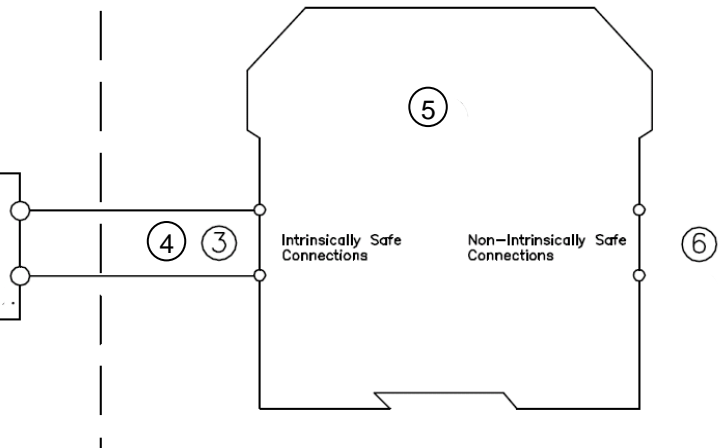 5
4 3
Intrinsically Safe
Connections
Non-Intrinsically Safe
Connections
6